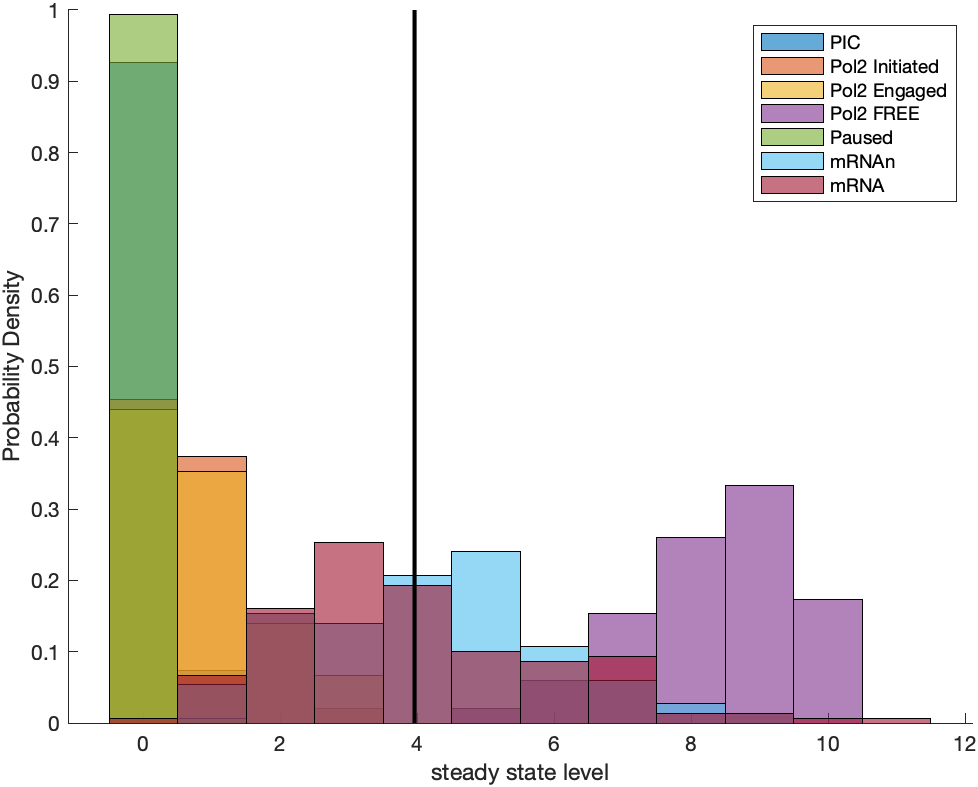 1
0.9
0.8
0.7
0.6
0.5
0.4
0.3
0.2
0.1
0
Probability Density
0 2 4 6 8 10 12
steady state level
PIC
Pol2 Initiated
Pol2 Engaged
Pol2 FREE
Paused
mRNAn
mRNA